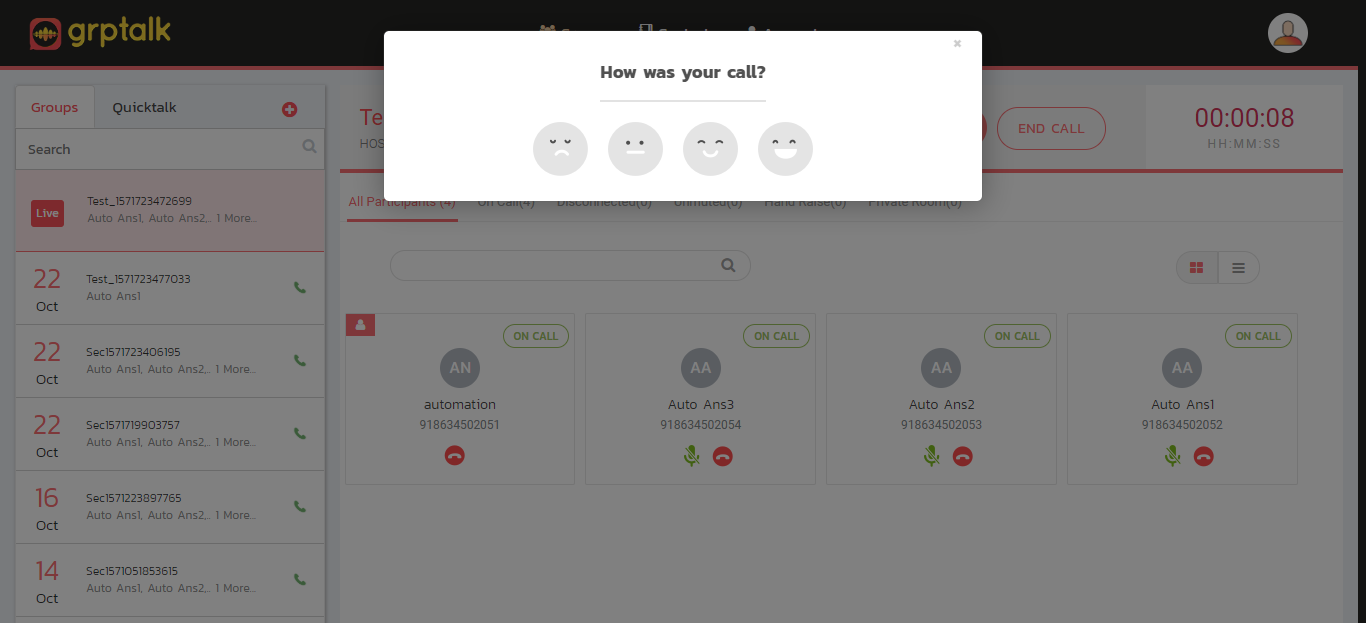 grptalk
×
How was your call?
Groups
Quicktalk
Search
Te
HOS
END CALL
00:00:08
HH:MM:SS
Live
Test_1571723472699
Auto Ans1, Auto Ans2,.. 1 More...
All Participants (4)
On Call(4)
Disconnected(0)
Unmuted(0)
Hand Raise(0)
Private Room(0)
22
Oct
Test_1571723477033
Auto Ans1
22
Oct
Sec1571723406195
Auto Ans1, Auto Ans2,.. 1 More...
22
Oct
Sec1571719903757
Auto Ans1, Auto Ans2,.. 1 More...
16
Oct
Sec1571223897765
Auto Ans1, Auto Ans2,.. 1 More...
14
Oct
Sec1571051853615
Auto Ans1, Auto Ans2,.. 1 More...
ON CALL
AN
automation
918634502051
ON CALL
AA
Auto Ans3
918634502054
ON CALL
AA
Auto Ans2
918634502053
ON CALL
AA
Auto Ans1
918634502052